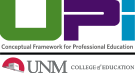 UPi
Conceptual Framework for Professional Education
UNM COLLEGE of EDUCATION